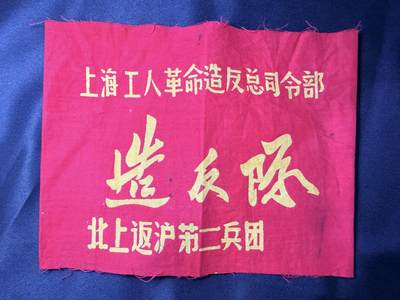 上海工人革命造反总司令部
造反隊
北上返沪第二兵团